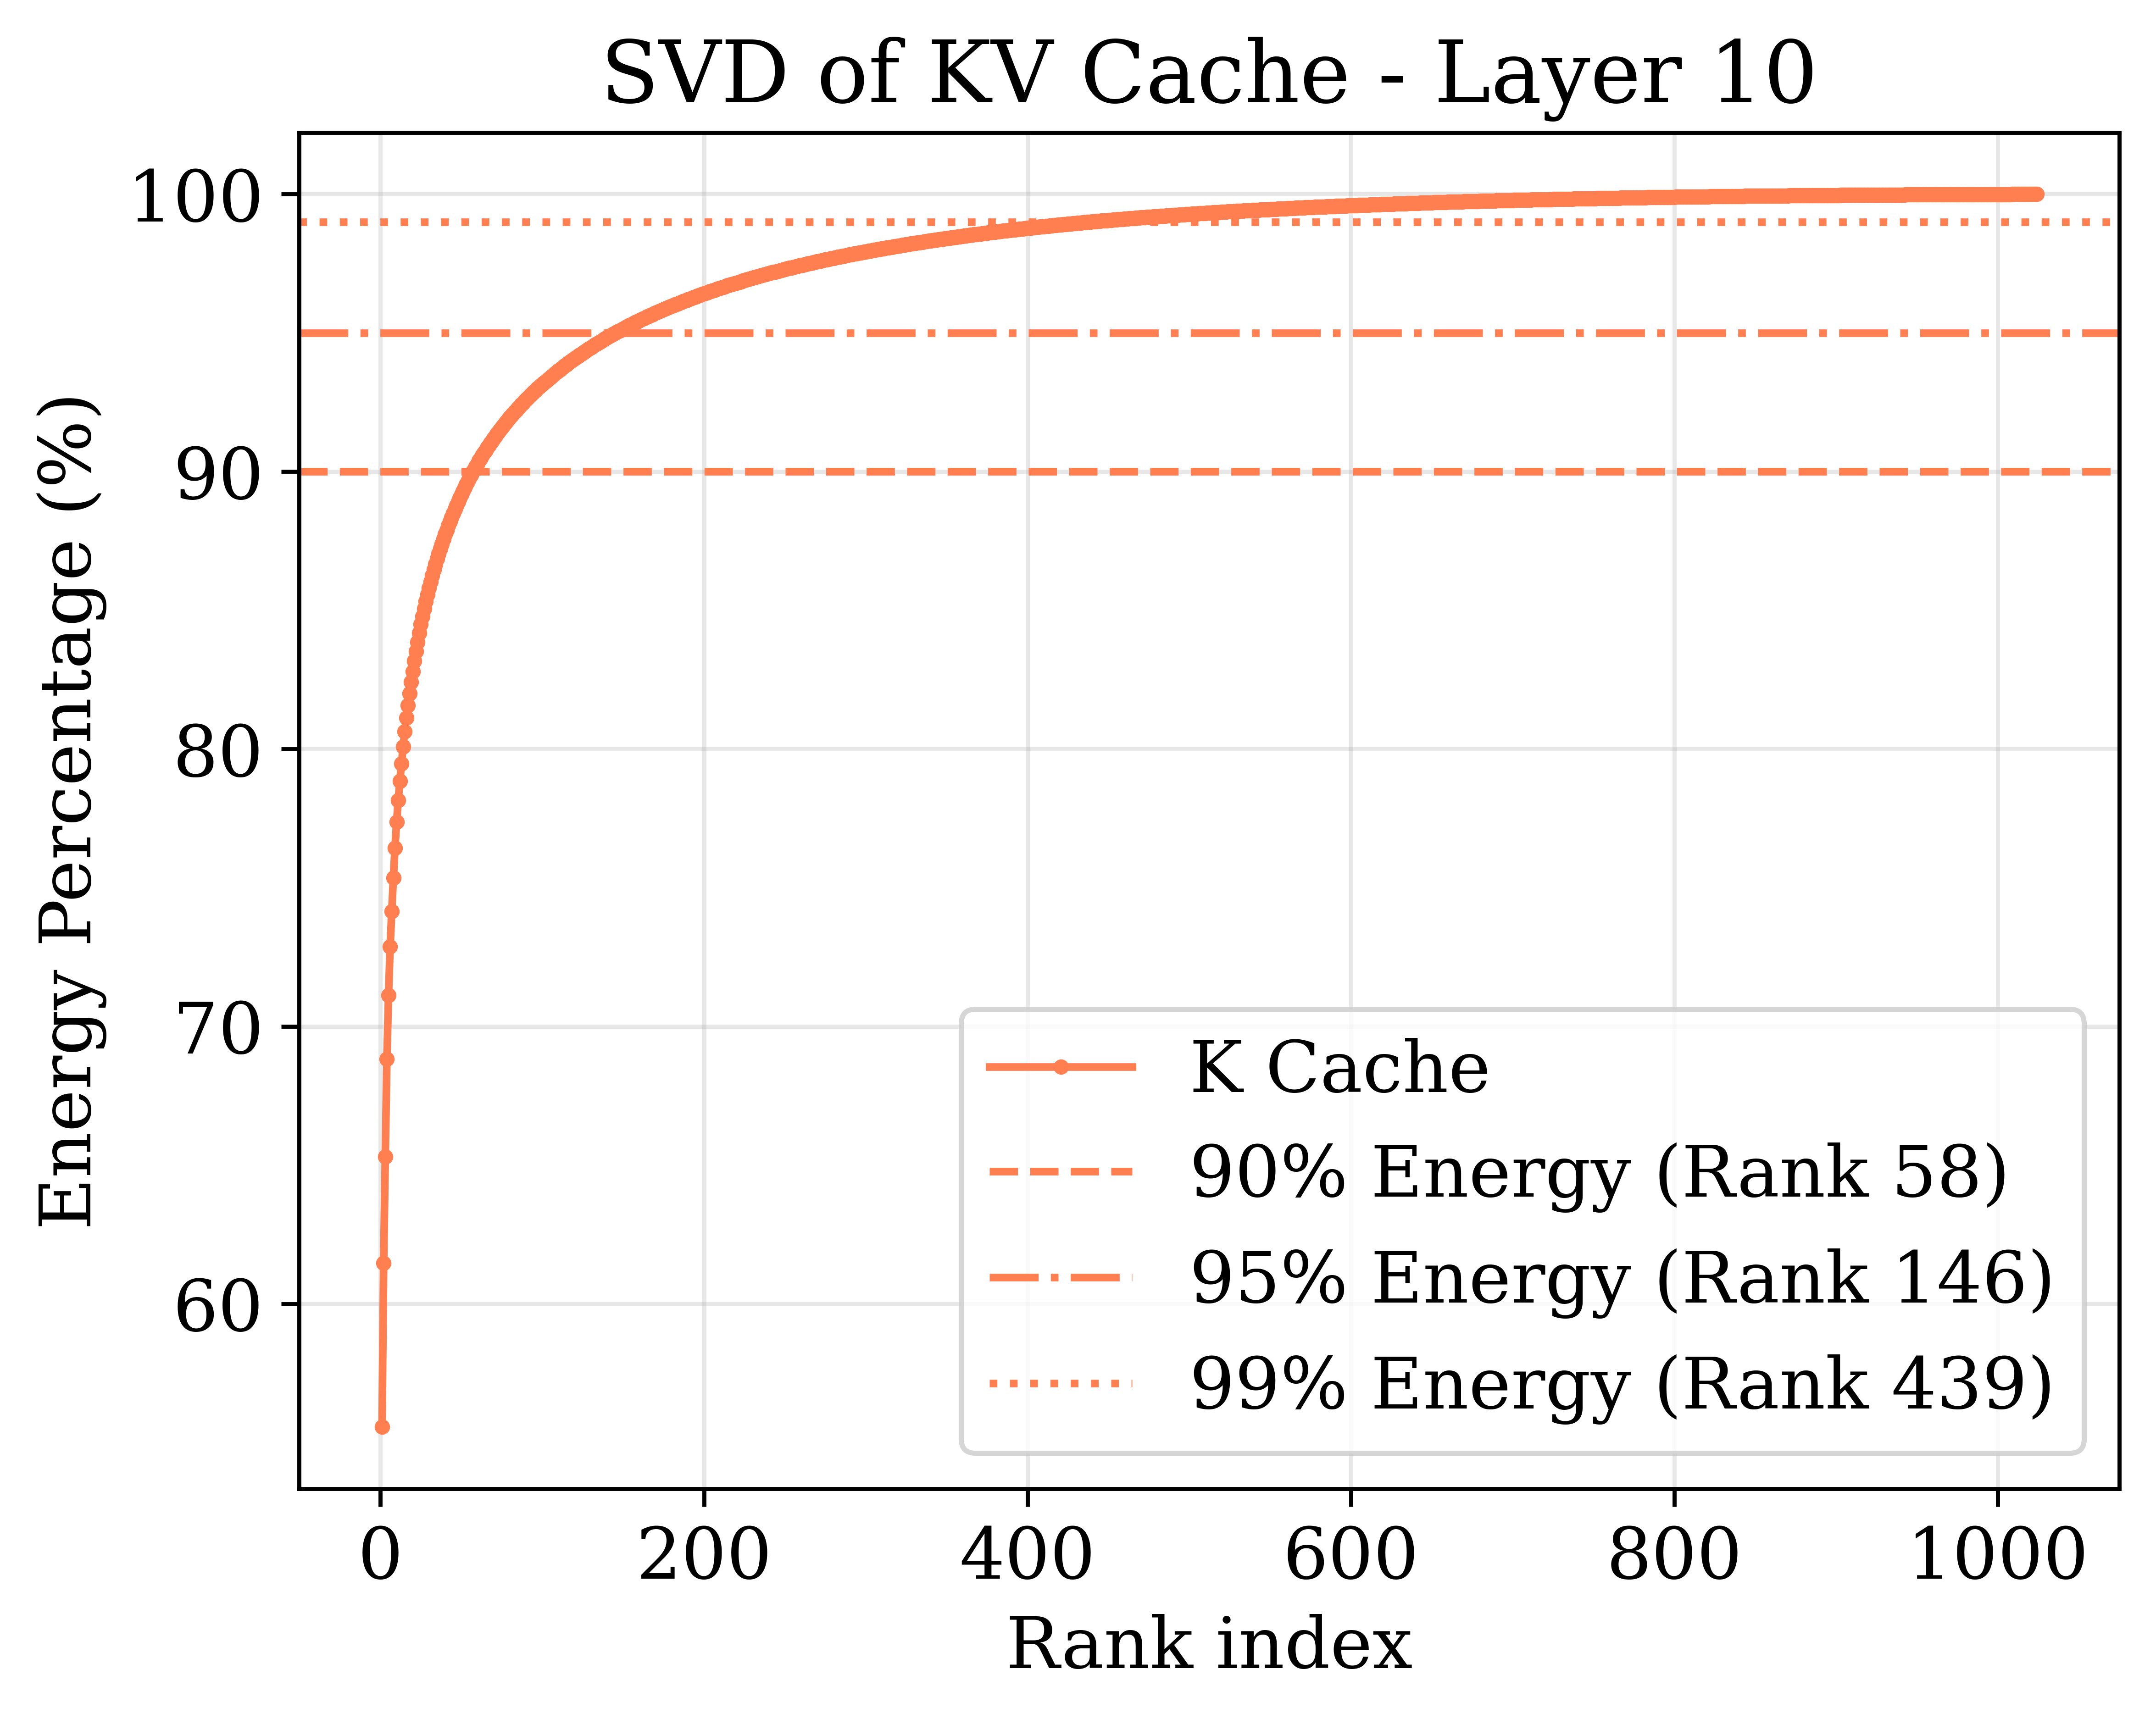 SVD of KV Cache - Layer 10
Energy Percentage (%)
100
90
80
70
60
K Cache
90% Energy (Rank 58)
95% Energy (Rank 146)
99% Energy (Rank 439)
0 200 400 600 800 1000
Rank index